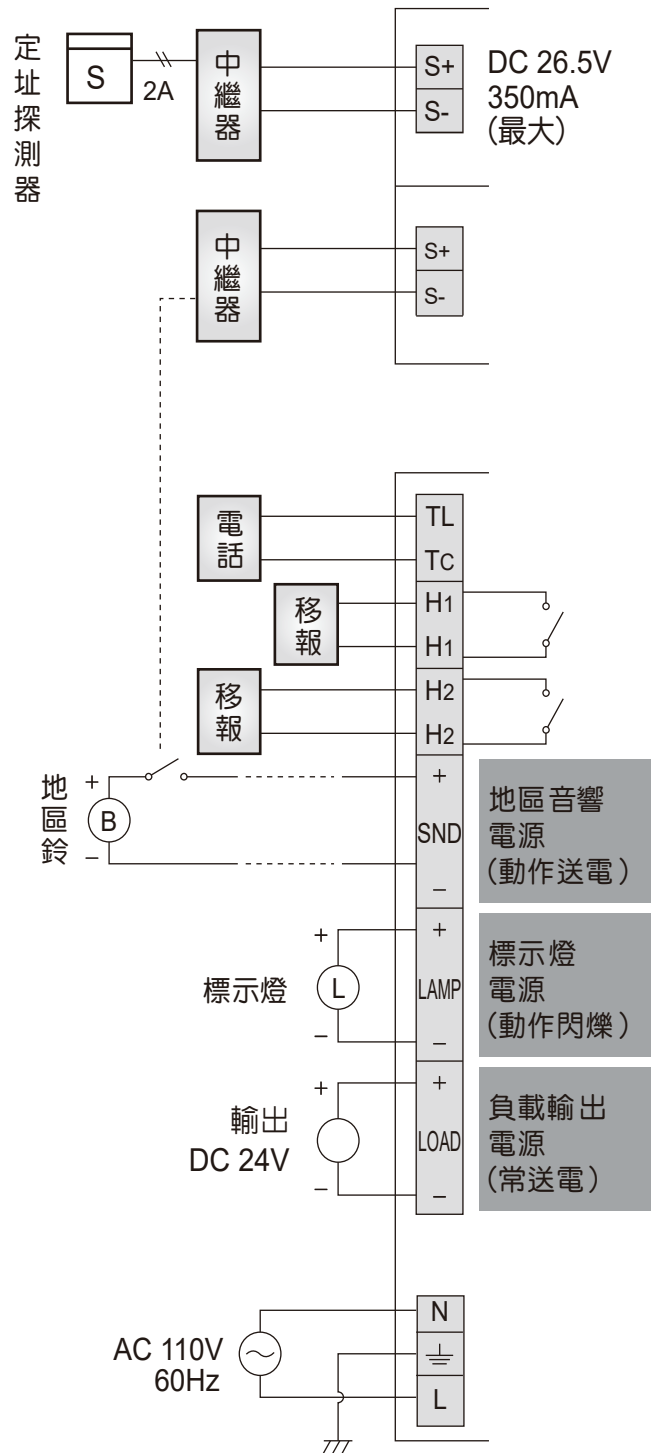 定址探測器
S
2A
中繼器
S+
S-
DC 26.5V
350mA
(最大)
中繼器
S+
S-
電話
TL
TC
移報
H1
H1
移報
H2
H2
地區鈴
+
B
−
+
SND
−
地區音響
電源
(動作送電)
標示燈
+
L
−
+
LAMP
−
標示燈
電源
(動作閃爍)
輸出
DC 24V
+
−
+
LOAD
−
負載輸出
電源
(常送電)
AC 110V
60Hz
N
L